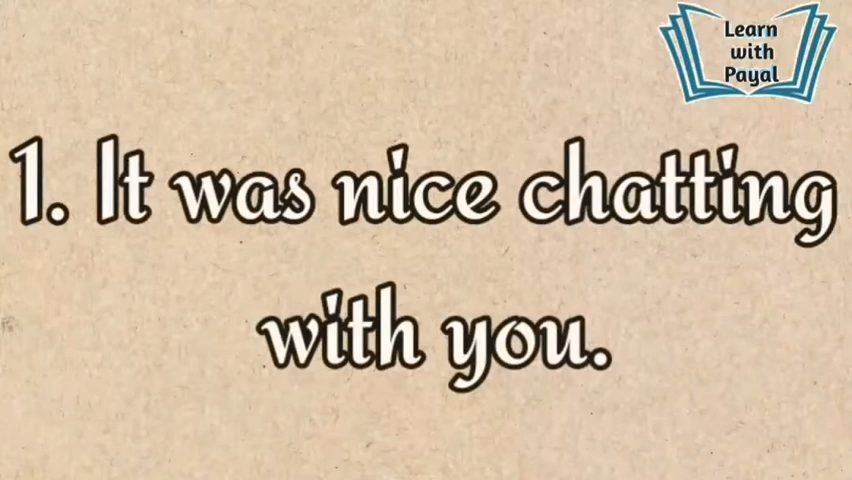 Learn
with
Payal
1. It was nice chatting
with you.